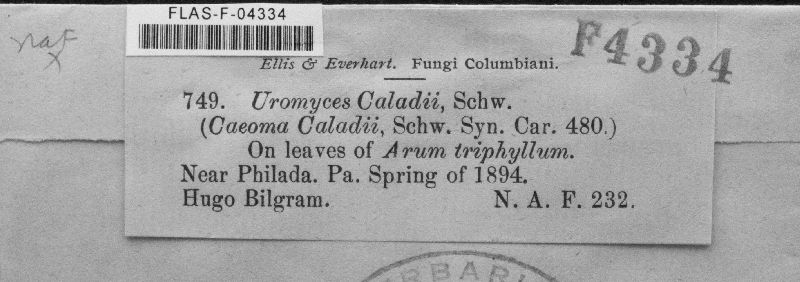 FLAS-F-04334
F4334
naf
Ellis & Everhart. Fungi Columbiani.
749. Uromyces Caladii, Schw.
(Caeoma Caladii, Schw. Syn. Car. 480.)
On leaves of Arum triphyllum.
Near Philada. Pa. Spring of 1894.
Hugo Bilgram. N. A. F. 232.